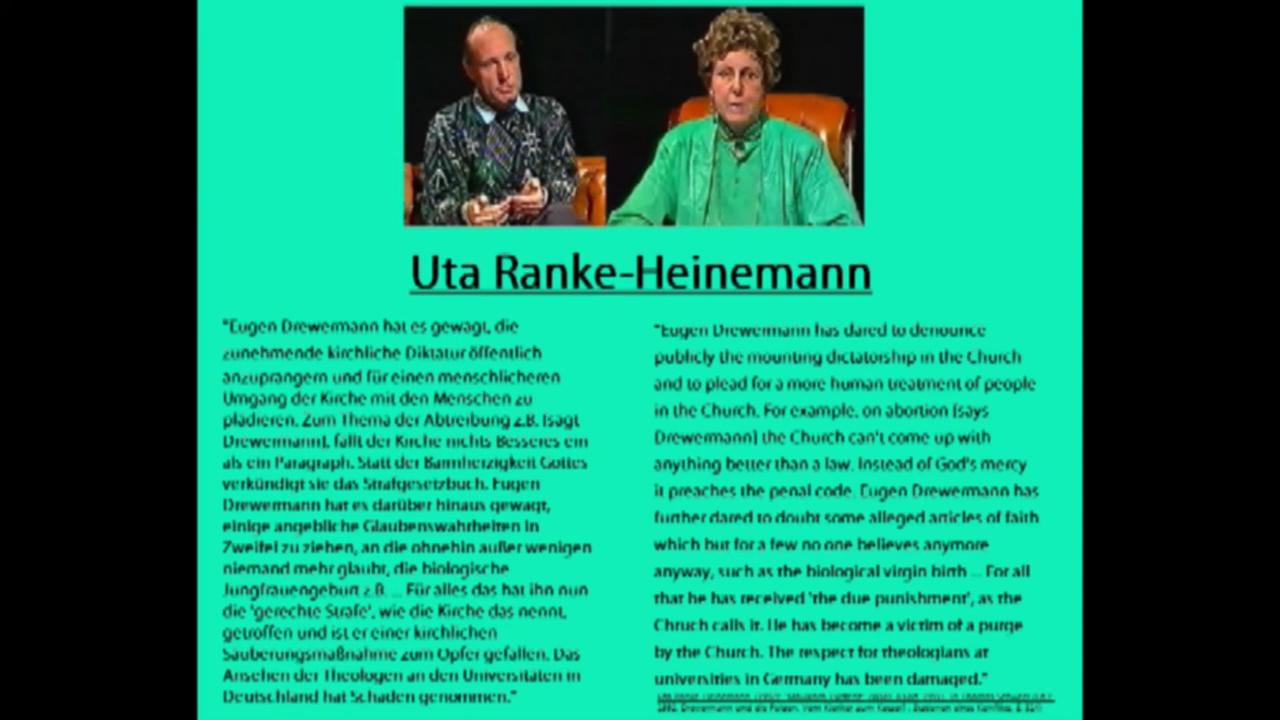 Uta Ranke-Heinemann
"Eugen Drewermann hat es gewagt, die
zunehmende kirchliche Diktatur öffentlich
anzuprangern und für einen menschlicheren
Umgang der Kirche mit den Menschen zu
plädieren. Zum Thema der Abtreibung z.B. [sagt
Drewermann], fällt der Kirche nichts Besseres ein
als ein Paragraph. Statt der Barmherzigkeit Gottes
verkündigt sie das Strafgesetzbuch. Eugen
Drewermann hat es darüber hinaus gewagt,
einige angebliche Glaubenswahrheiten in
Zweifel zu ziehen, an die ohnehin außer wenigen
niemand mehr glaubt, die biologische
Jungfrauengeburt z.B. ... Für alles das hat ihn nun
die 'gerechte Strafe', wie die Kirche das nennt,
getroffen und ist er einer kirchlichen
Säuberungsmaßnahme zum Opfer gefallen. Das
Ansehen der Theologen an den Universitäten in
Deutschland hat Schaden genommen."
"Eugen Drewermann has dared to denounce
publicly the mounting dictatorship in the Church
and to plead for a more human treatment of people
in the Church. For example, on abortion [says
Drewermann] the Church can't come up with
anything better than a law. Instead of God's mercy
it preaches the penal code. Eugen Drewermann has
further dared to doubt some alleged articles of faith
which but for a few no one believes anymore
anyway, such as the biological virgin birth ... For all
that he has received 'the due punishment', as the
Chruch calls it. He has become a victim of a purge
by the Church. The respect for theologians at
universities in Germany has been damaged."